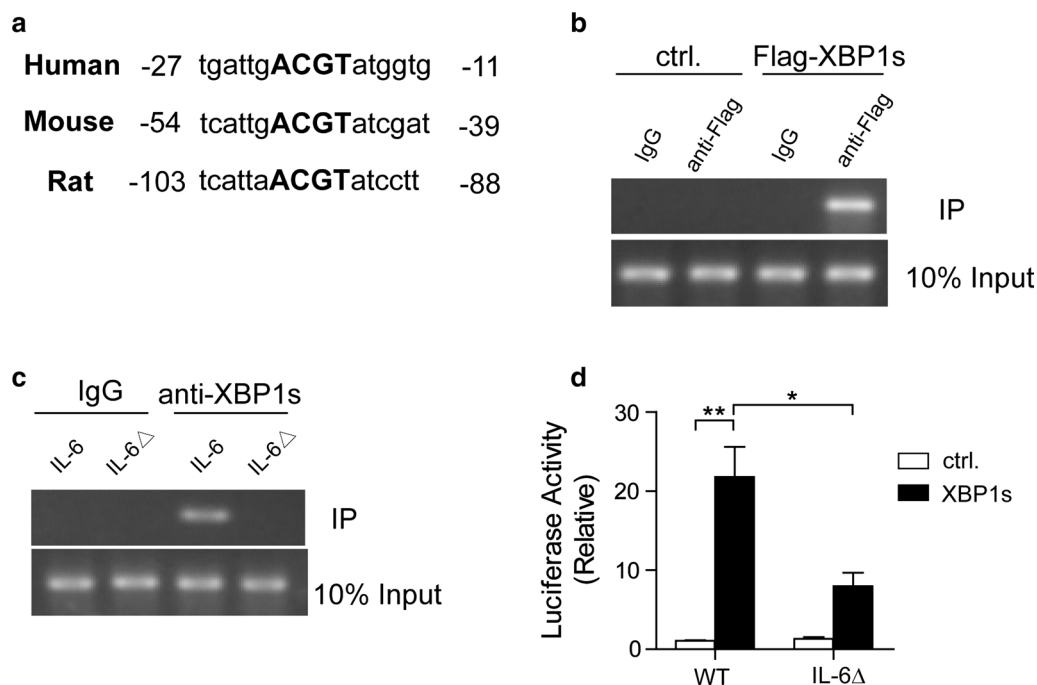 a
Human -27 tgattgACGTatggtg -11
Mouse -54 tcattgACGTatcgat -39
Rat -103 tcattaACGTatcctt -88
b
ctrl. Flag-XBP1s
IgG anti-Flag IgG anti-Flag
IP
10% Input
c
IgG anti-XBP1s
IL-6 IL-6△ IL-6 IL-6△
IP
10% Input
d
** *
30
20
10
0
Luciferase Activity
(Relative)
ctrl.
XBP1s
WT IL-6Δ